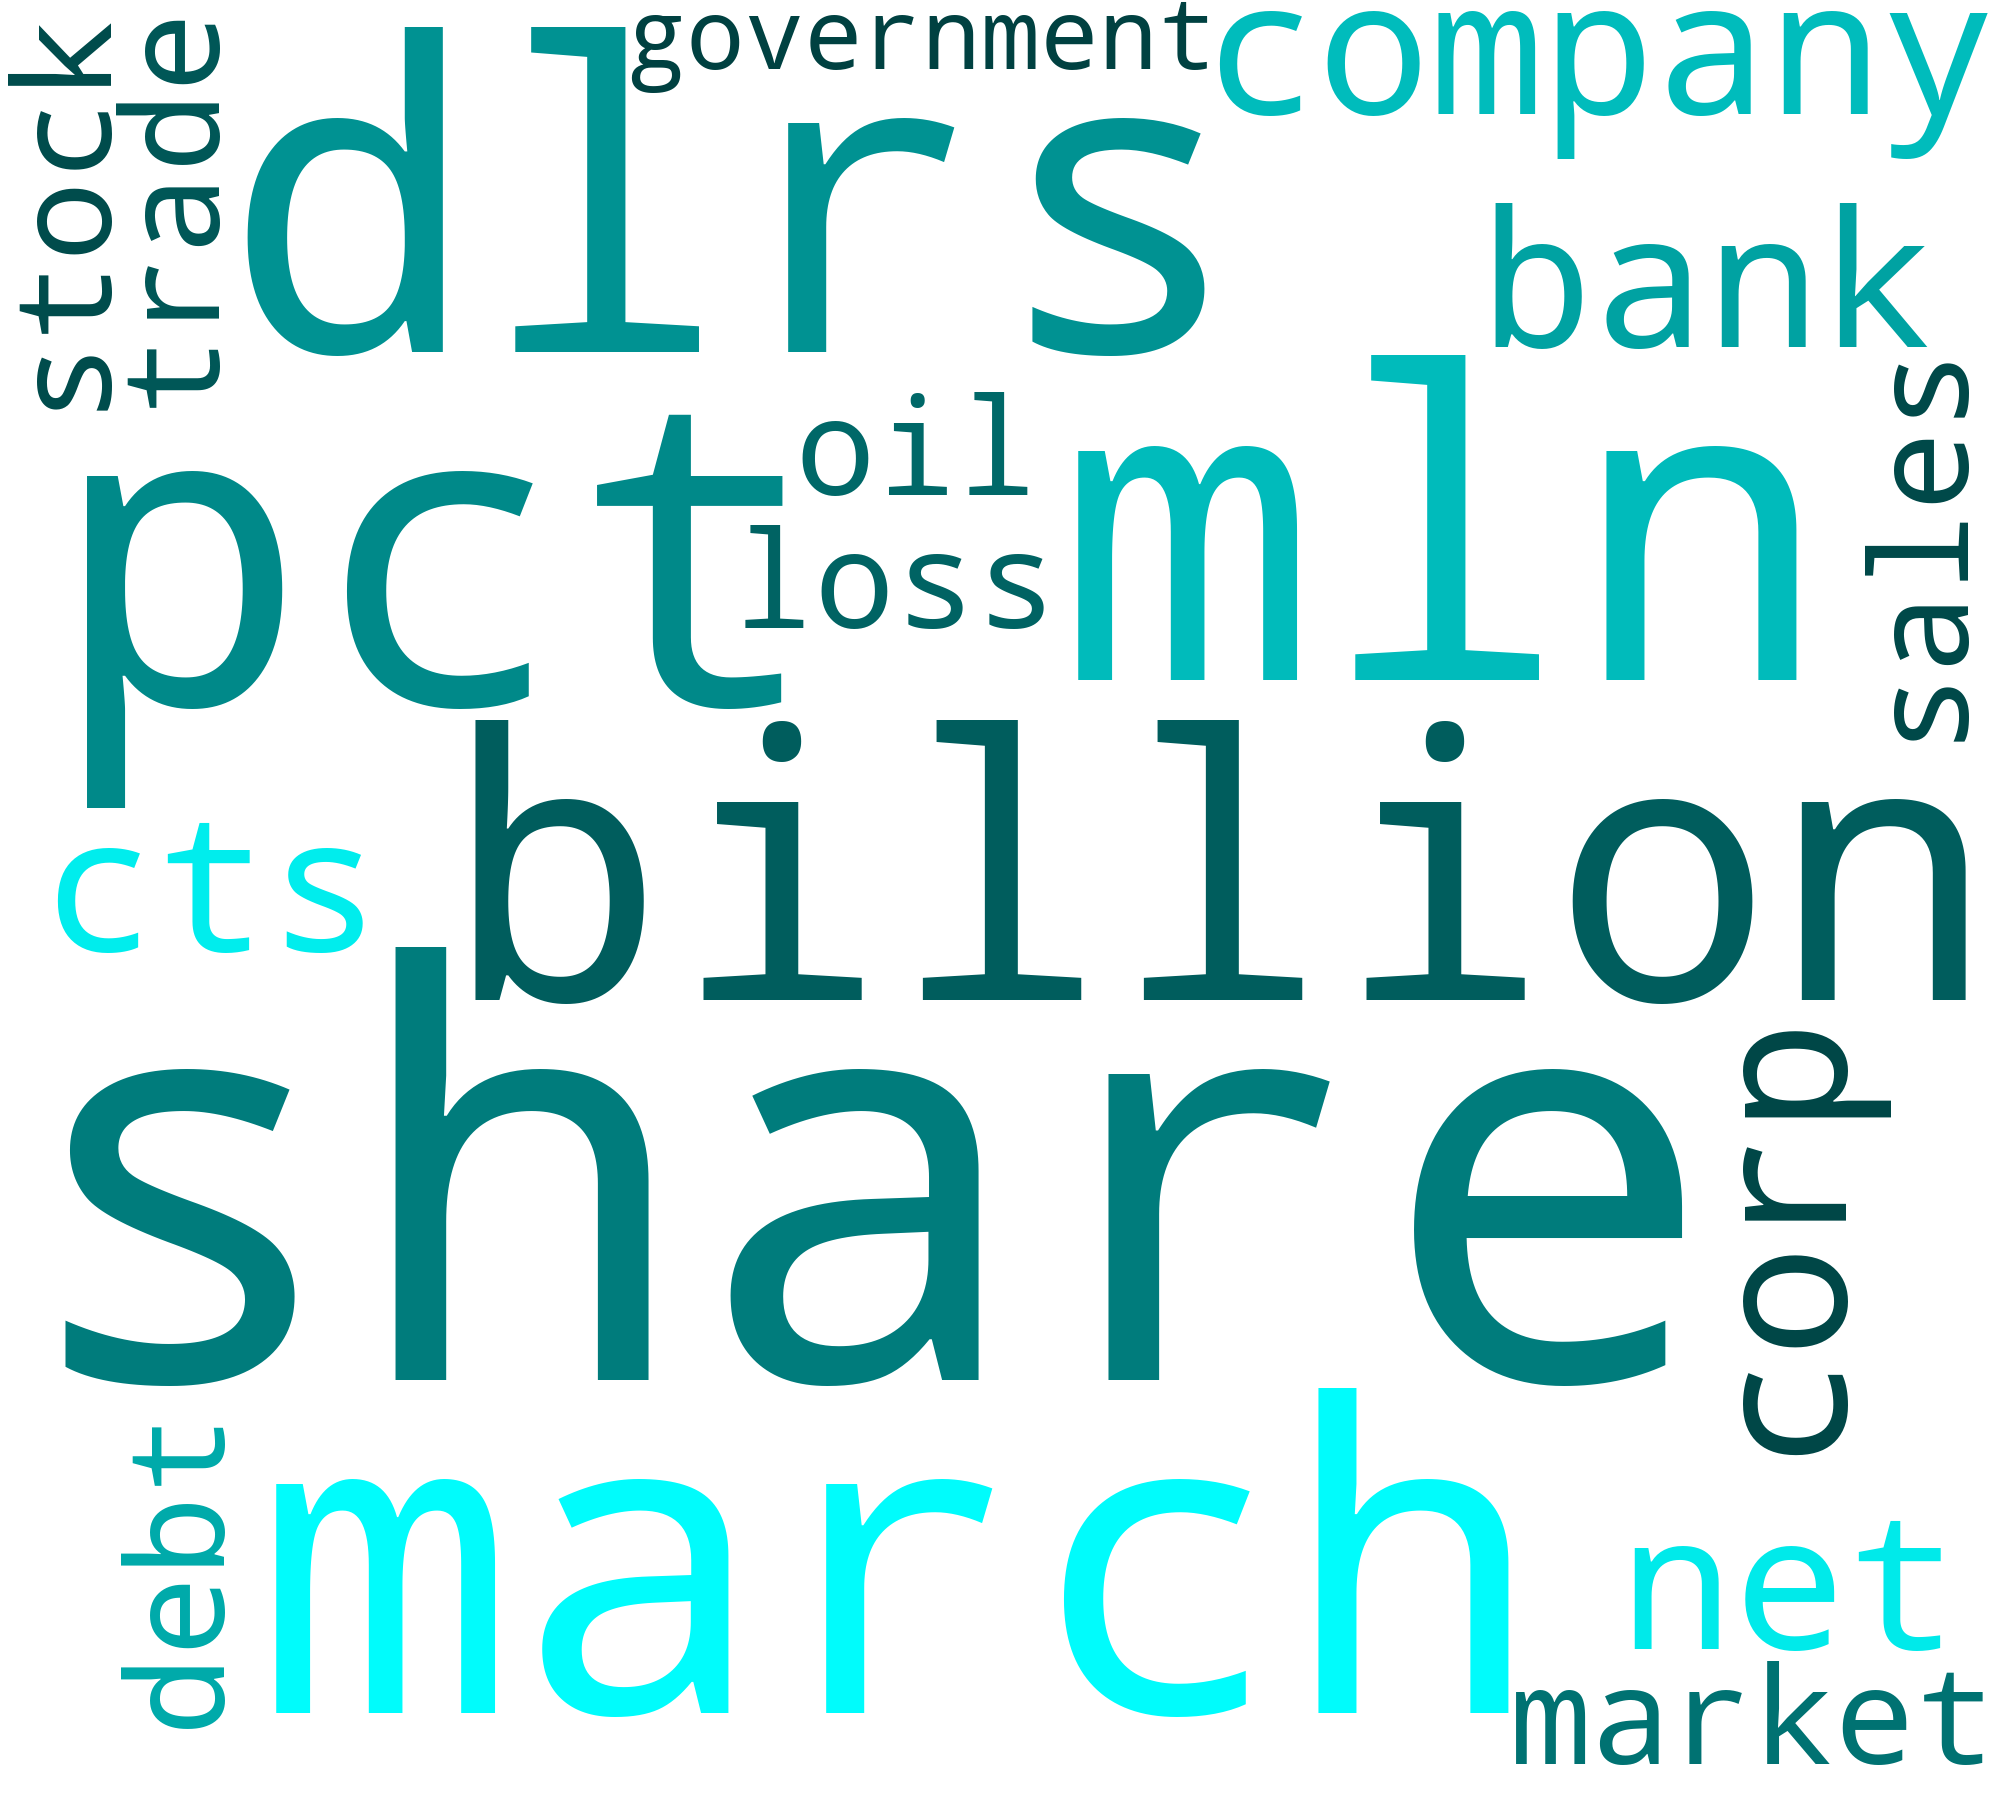 stock
trade
dlrs
government
company
bank
pct
oil
loss
mln
sales
cts
billion
share
corp
debt
march
net
market